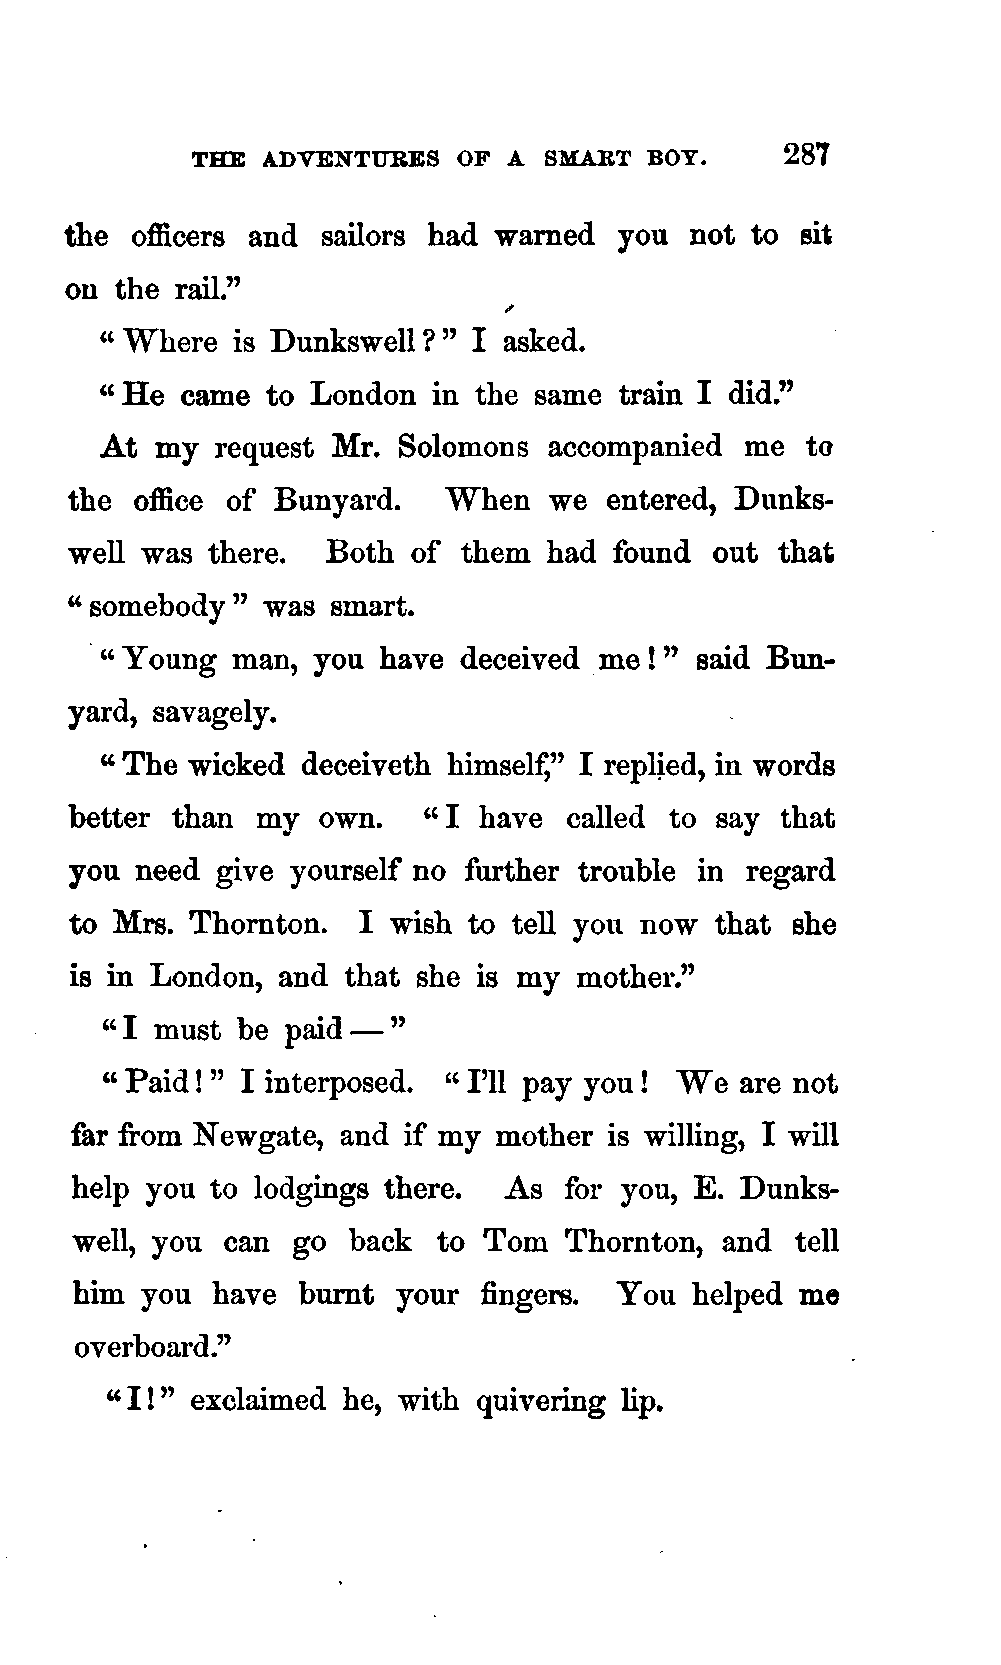 THE ADVENTURES OF A SMART BOY. 287
the officers and sailors had warned you not to sit
on the rail.”
“ Where is Dunkswell ? ” I asked.
“ He came to London in the same train I did.”
At my request Mr. Solomons accompanied me to
the office of Bunyard. When we entered, Dunks-
well was there. Both of them had found out that
“ somebody ” was smart.
“ Young man, you have deceived me ! ” said Bun-
yard, savagely.
“ The wicked deceiveth himself,” I replied, in words
better than my own. “ I have called to say that
you need give yourself no further trouble in regard
to Mrs. Thornton. I wish to tell you now that she
is in London, and that she is my mother.”
“ I must be paid — ”
“ Paid ! ” I interposed. “ I’ll pay you ! We are not
far from Newgate, and if my mother is willing, I will
help you to lodgings there. As for you, E. Dunks-
well, you can go back to Tom Thornton, and tell
him you have burnt your fingers. You helped me
overboard.”
“ I ! ” exclaimed he, with quivering lip.